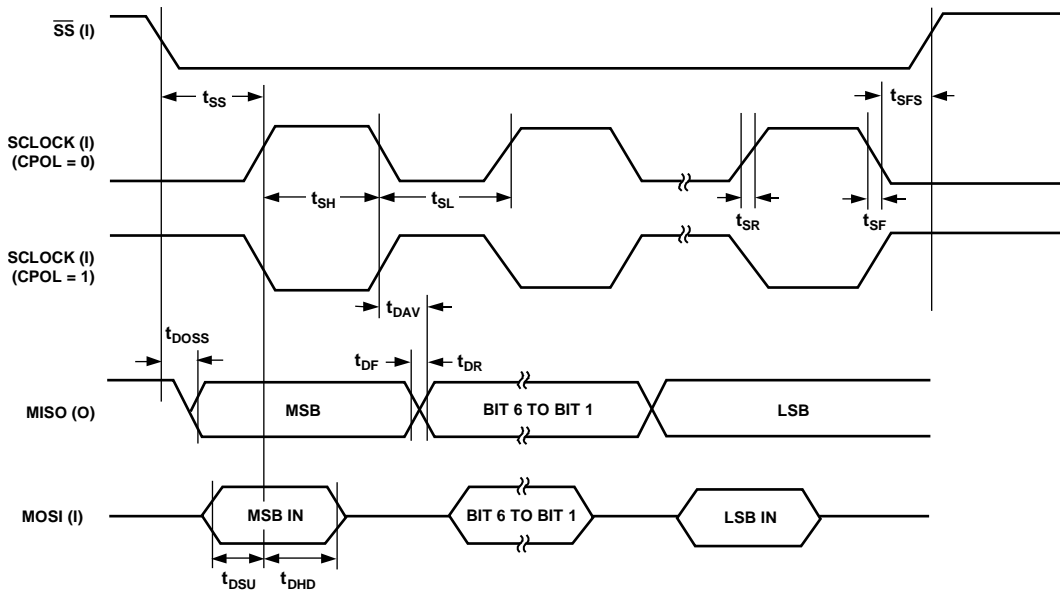 SS (I)
tSS
tSFS
SCLOCK (I)
(CPOL = 0)
tSH
tSL
tSR
tSF
SCLOCK (I)
(CPOL = 1)
tDAV
tDOSS
tDF
tDR
MISO (O)
MSB
BIT 6 TO BIT 1
LSB
MOSI (I)
MSB IN
BIT 6 TO BIT 1
LSB IN
tDSU
tDHD